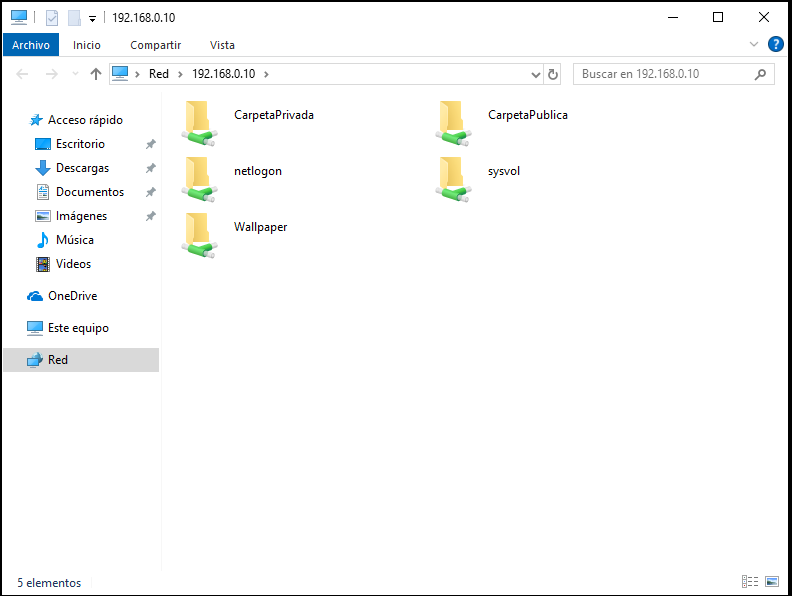 192.168.0.10
Archivo Inicio Compartir Vista
Red 192.168.0.10 Buscar en 192.168.0.10
Acceso rápido
Escritorio
Descargas
Documentos
Imágenes
Música
Videos
OneDrive
Este equipo
Red
CarpetaPrivada CarpetaPublica
netlogon sysvol
Wallpaper
5 elementos